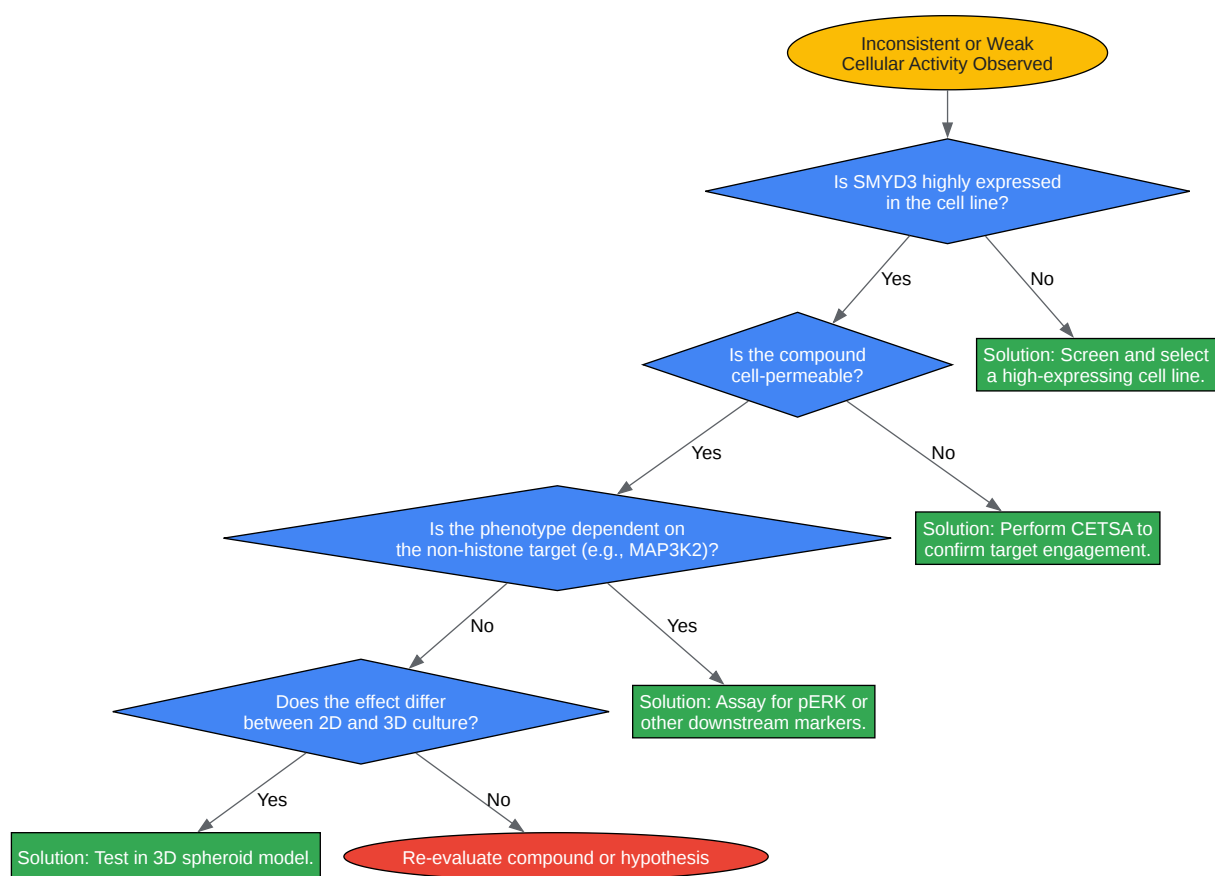 Inconsistent or Weak
Cellular Activity Observed
Is SMYD3 highly expressed
in the cell line?
Yes
No
Is the compound
cell-permeable?
Solution: Screen and select
a high-expressing cell line.
Yes
No
Is the phenotype dependent on
the non-histone target (e.g., MAP3K2)?
Solution: Perform CETSA to
confirm target engagement.
No
Yes
Does the effect differ
between 2D and 3D culture?
Solution: Assay for pERK or
other downstream markers.
Yes
No
Solution: Test in 3D spheroid model.
Re-evaluate compound or hypothesis